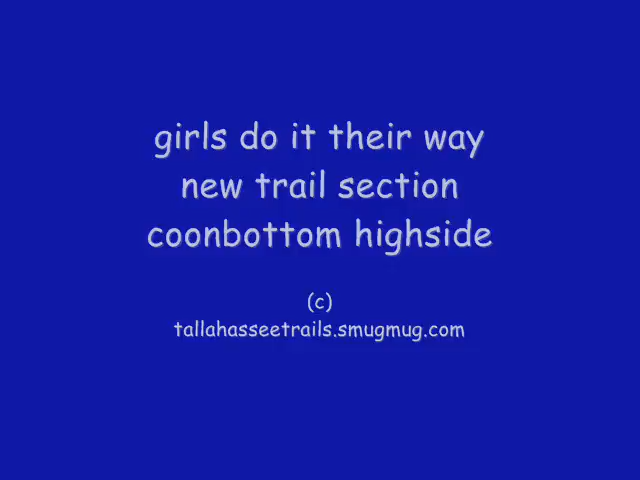 girls do it their way
new trail section
coonbottom highside
(c)
tallahasseetrails.smugmug.com